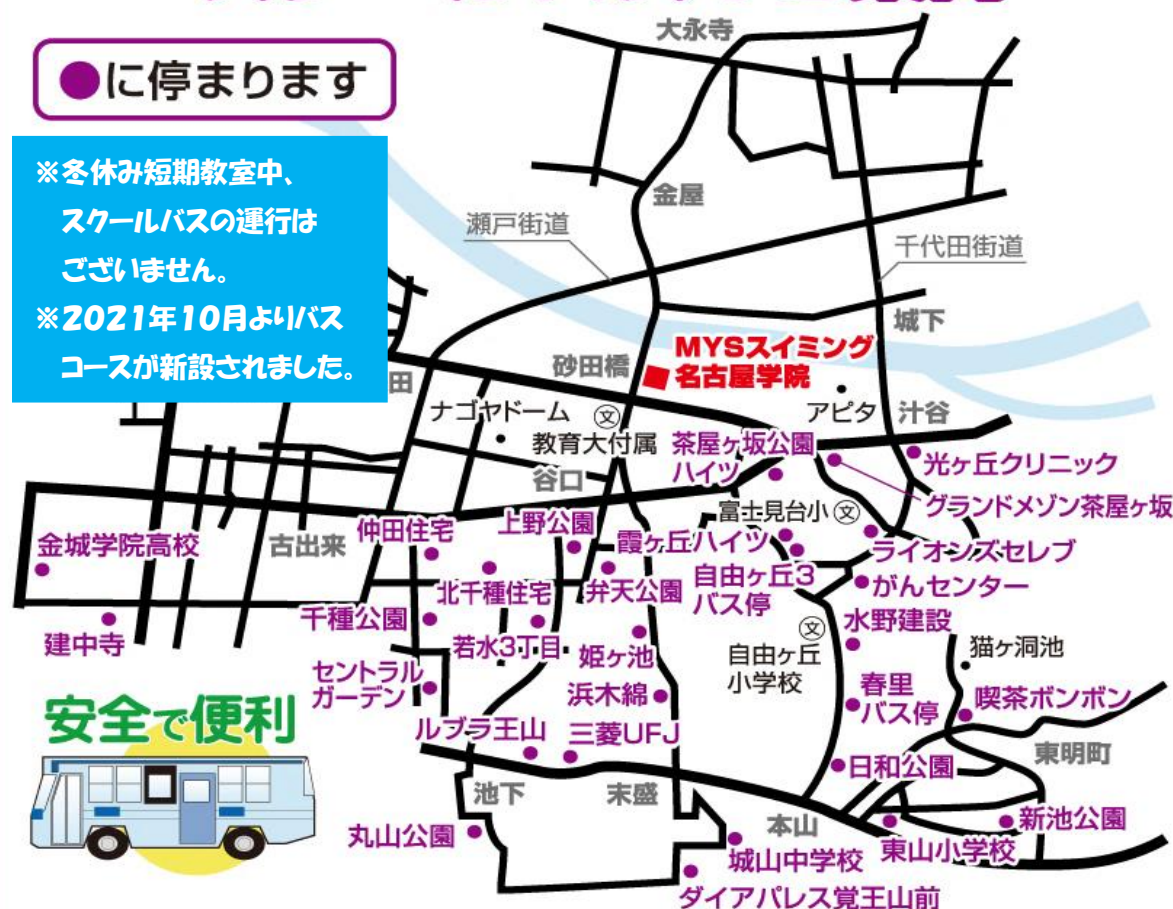 大永寺
●に停まります
※冬休み短期教室中、
スクールバスの運行は
ございません。
※2021年10月よりバス
コースが新設されました。
金屋
瀬戸街道
千代田街道
城下
砂田橋
MYSスイミング
名古屋学院
田
ナゴヤドーム
文
教育大付属
アピタ
汁谷
茶屋ヶ坂公園
ハイツ
光ヶ丘クリニック
谷口
グランドメゾン茶屋ヶ坂
富士見台小
文
金城学院高校
古出来
仲田住宅
上野公園
霞ヶ丘ハイツ
ライオンズセレブ
北千種住宅
弁天公園
自由ヶ丘3
バス停
がんセンター
千種公園
建中寺
若水3丁目
姫ヶ池
文
自由ヶ丘
小学校
水野建設
猫ヶ洞池
セントラル
ガーデン
浜木綿
春里
バス停
喫茶ボンボン
安全で便利
ルブラ王山
三菱UFJ
東明町
日和公園
池下
末盛
本山
新池公園
丸山公園
城山中学校
東山小学校
ダイアパレス覚王山前